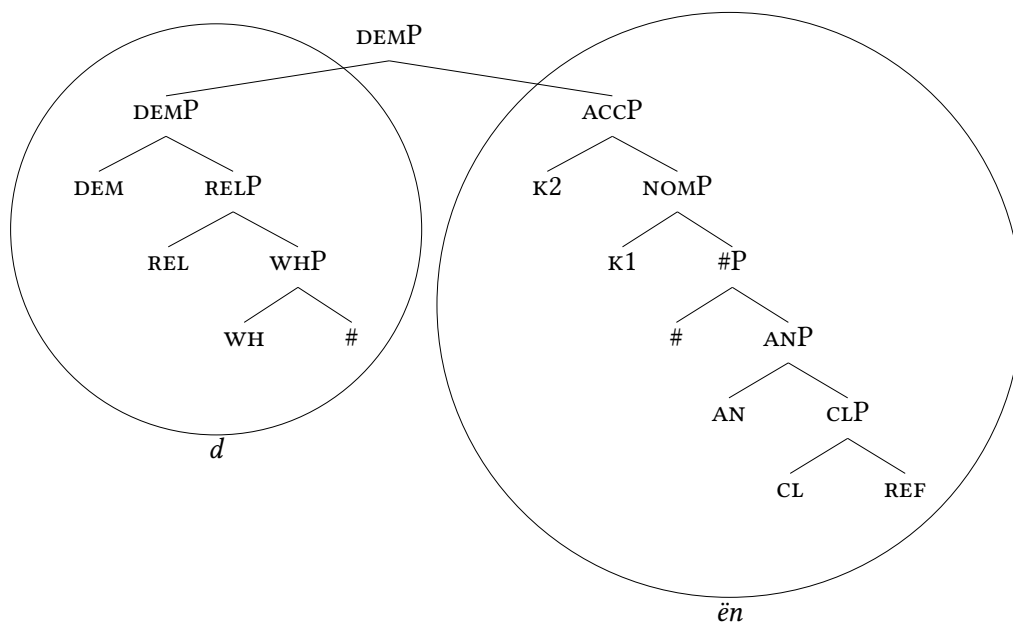 DEMP
DEMP ACCP
DEM RELP K2 NOMP
REL WHP K1 #P
WH # # ANP
AN CLP
CL REF
d
ën